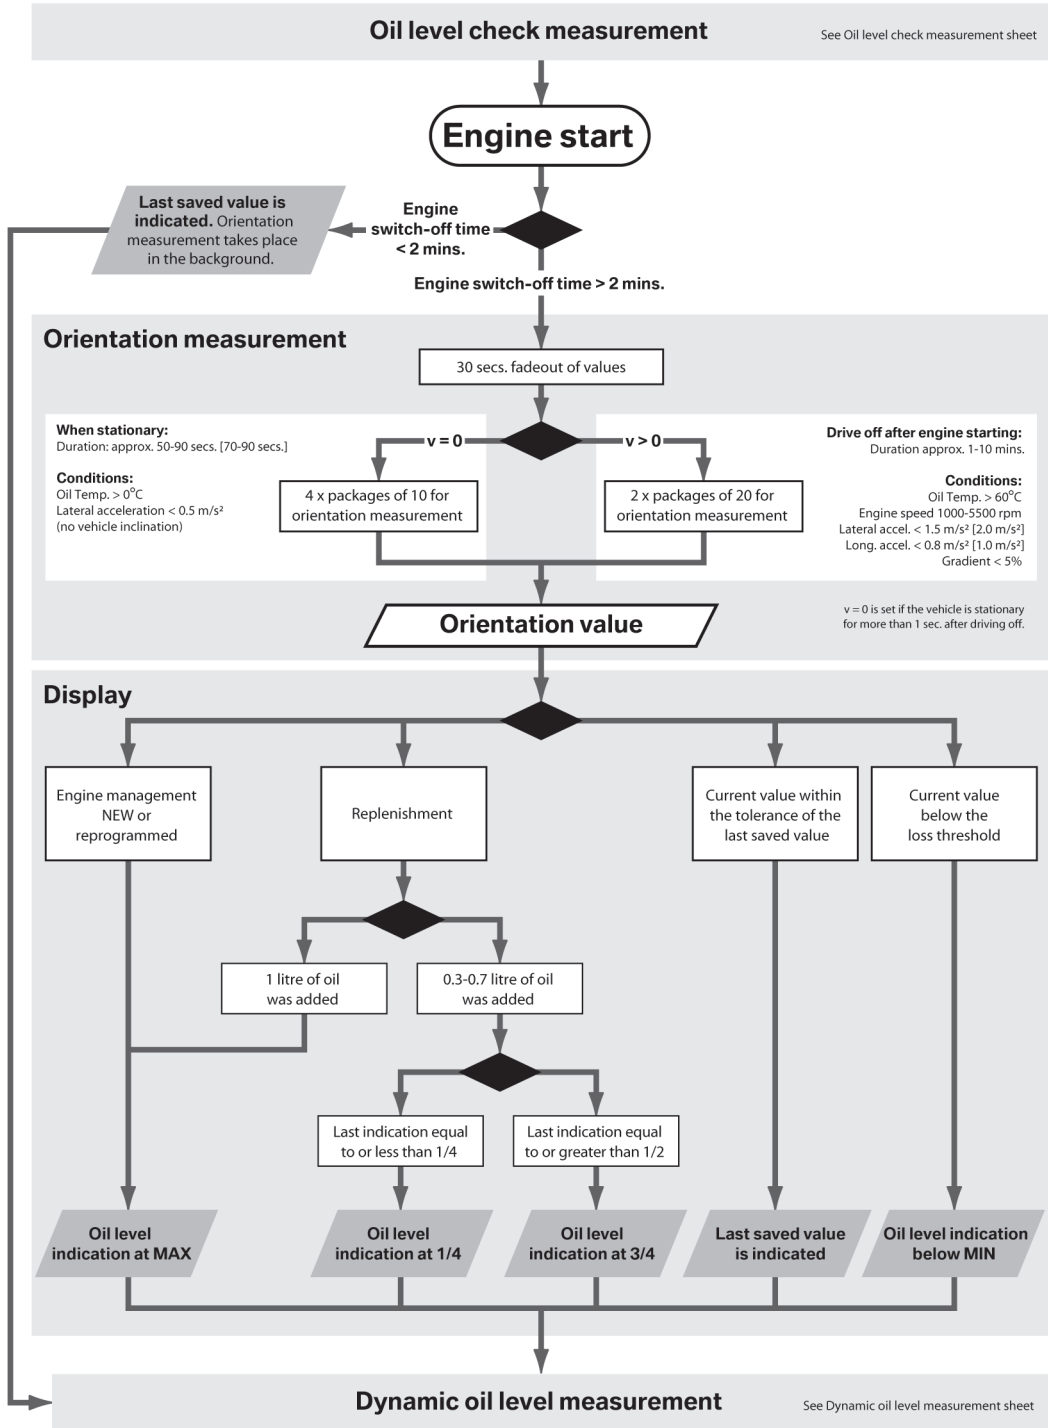 Oil level check measurement
See Oil level check measurement sheet
Engine start
Last saved value is
indicated. Orientation
measurement takes place
in the background.
Engine
switch-off time
< 2 mins.
Engine switch-off time > 2 mins.
Orientation measurement
30 secs. fadeout of values
When stationary:
Duration: approx. 50-90 secs. [70-90 secs.]
Conditions:
Oil Temp. > 0°C
Lateral acceleration < 0.5 m/s²
(no vehicle inclination)
v = 0
v > 0
4 x packages of 10 for
orientation measurement
2 x packages of 20 for
orientation measurement
Drive off after engine starting:
Duration approx. 1-10 mins.
Conditions:
Oil Temp. > 60°C
Engine speed 1000-5500 rpm
Lateral accel. < 1.5 m/s² [2.0 m/s²]
Long. accel. < 0.8 m/s² [1.0 m/s²]
Gradient < 5%
Orientation value
v = 0 is set if the vehicle is stationary
for more than 1 sec. after driving off.
Display
Engine management
NEW or
reprogrammed
Replenishment
Current value within
the tolerance of the
last saved value
Current value
below the
loss threshold
1 litre of oil
was added
0.3-0.7 litre of oil
was added
Last indication equal
to or less than 1/4
Last indication equal
to or greater than 1/2
Oil level
indication at MAX
Oil level
indication at 1/4
Oil level
indication at 3/4
Last saved value
is indicated
Oil level indication
below MIN
Dynamic oil level measurement
See Dynamic oil level measurement sheet